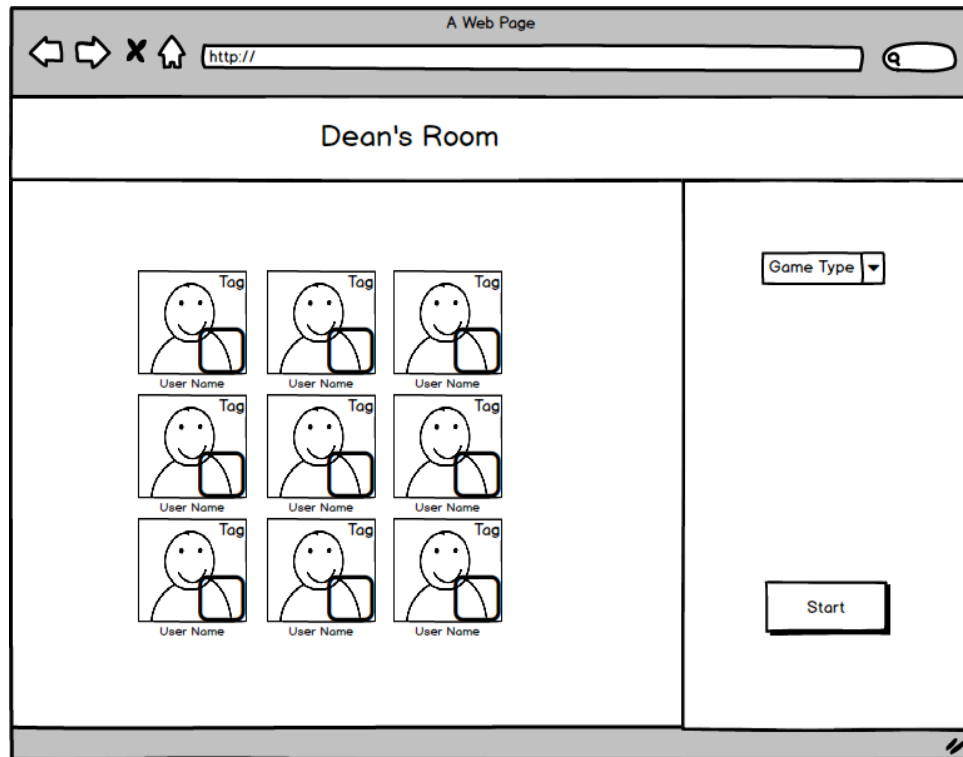 A Web Page
http://
Dean's Room
Game Type
Tag Tag Tag
User Name User Name User Name
Tag Tag Tag
User Name User Name User Name
Tag Tag Tag
User Name User Name User Name
Start